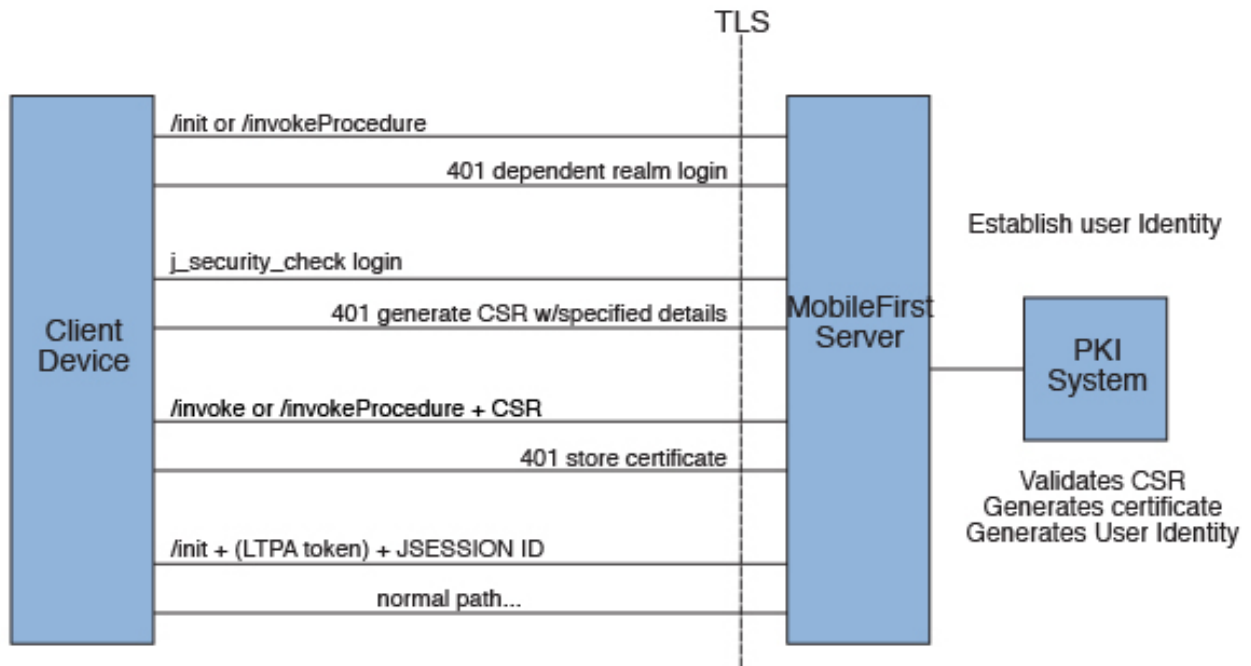 TLS
/init or /invokeProcedure
401 dependent realm login
Establish user Identity
j_security_check login
401 generate CSR w/specified details
Client
Device
MobileFirst
Server
PKI
System
/invoke or /invokeProcedure + CSR
401 store certificate
Validates CSR
Generates certificate
Generates User Identity
/init + (LTPA token) + JSESSION ID
normal path...